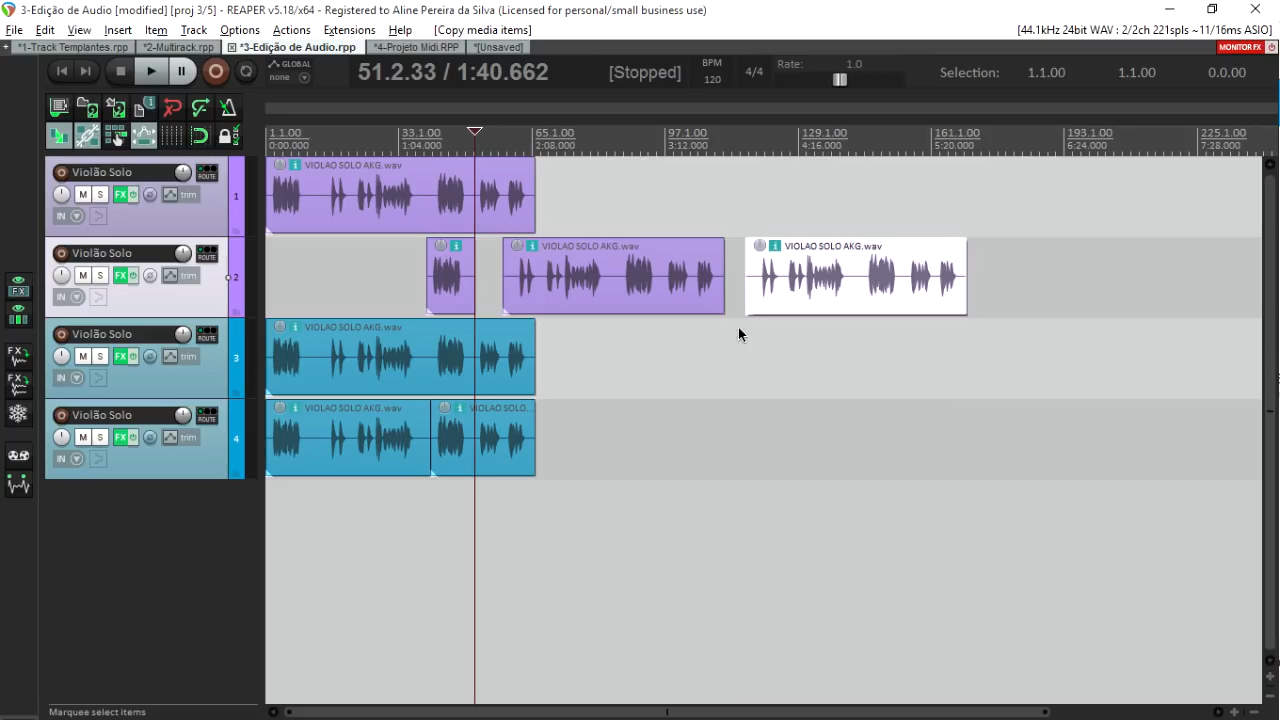 3-Edição de Audio [modified] [proj 3/5] - REAPER v5.18/x64 - Registered to Aline Pereira da Silva (Licensed for personal/small business use)
File Edit View Insert Item Track Options Actions Extensions Help [Copy media items] [44.1kHz 24bit WAV : 2/2ch 221spls ~11/16ms ASIO]
*1-Track Templantes.rpp *2-Multirack.rpp *3-Edição de Audio.rpp *4-Projeto Midi.RPP *[Unsaved] MONITOR FX
GLOBAL
none
51.2.33 / 1:40.662 [Stopped]
BPM
120
4/4
Rate: 1.0
Selection: 1.1.00 1.1.00 0.0.00
1.1.00 33.1.00 65.1.00 97.1.00 129.1.00 161.1.00 193.1.00 225.1.00
0:00.000 1:04.000 2:08.000 3:12.000 4:16.000 5:20.000 6:24.000 7:28.000
Violão Solo ROUTE VIOLAO SOLO AKG.wav
M S FX trim 1
IN
Violão Solo ROUTE VIOLAO SOLO AKG.wav VIOLAO SOLO AKG.wav
M S FX trim 2
IN
FX
Violão Solo ROUTE VIOLAO SOLO AKG.wav
M S FX trim 3
IN
FX
FX
Violão Solo ROUTE VIOLAO SOLO AKG.wav VIOLAO SOLO...
M S FX trim 4
IN
Marquee select items